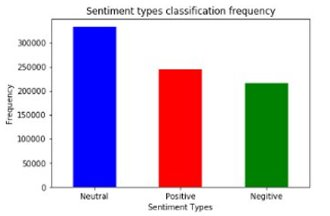 Sentiment types classification frequency
300000
250000
200000
150000
100000
50000
0
Frequency
Neutral Positive Negitive
Sentiment Types